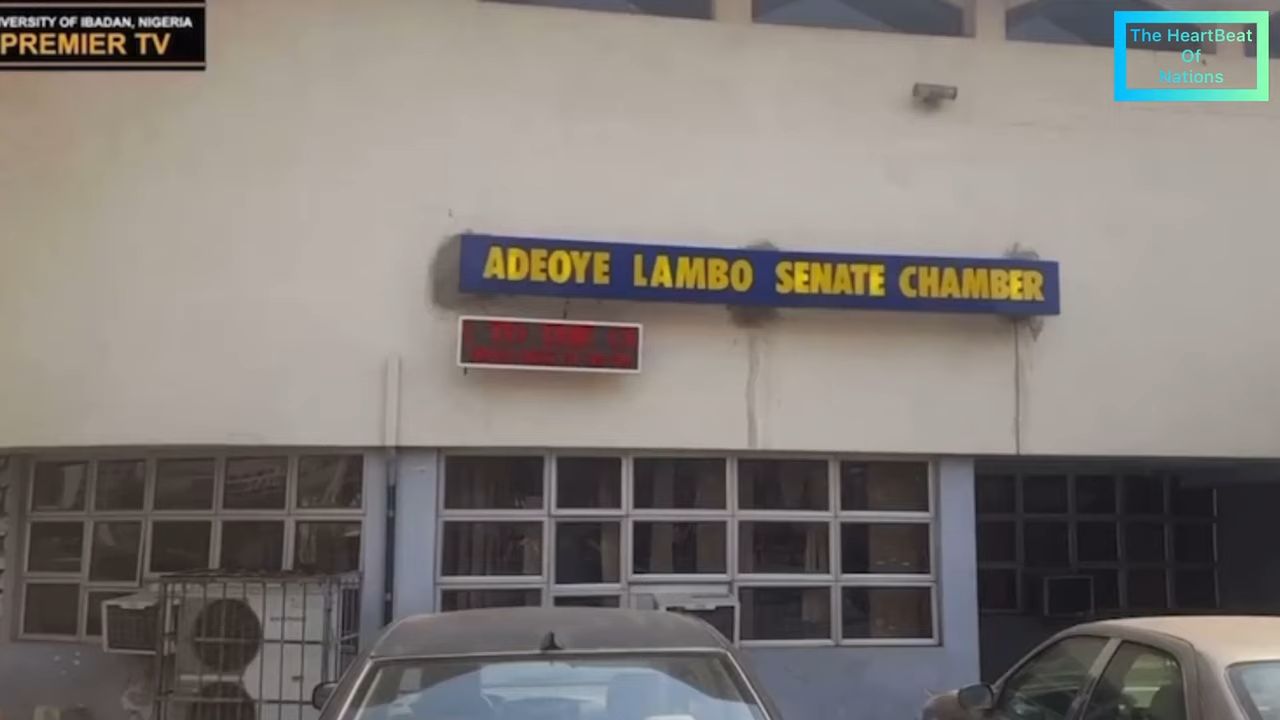 VERSITY OF IBADAN, NIGERIA
PREMIER TV
The HeartBeat
Of
Nations
ADEOYE LAMBO SENATE CHAMBER